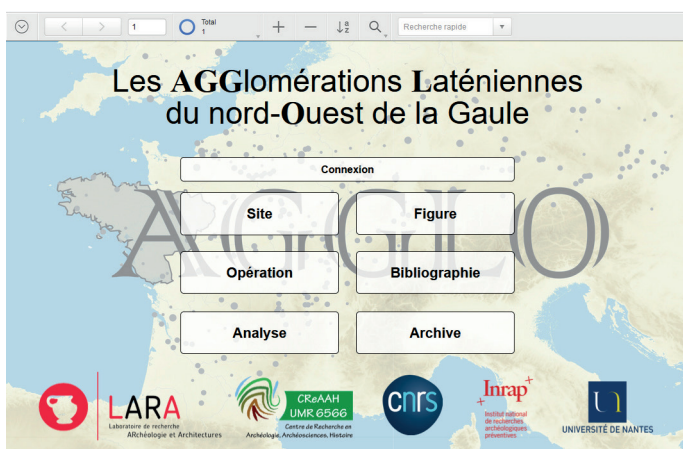 1
Total
1
Recherche rapide
Les AGGlomérations Laténiennes
du nord-Ouest de la Gaule
AGGLO
Connexion
Site
Figure
Opération
Bibliographie
Analyse
Archive
LARA
Laboratoire de recherche
ARchéologie et Architectures
CReAAH
UMR 6566
Centre de Recherche en
Archéologie, Archéosciences, Histoire
cnrs
Inrap
Institut national
de recherches
archéologiques
préventives
UNIVERSITÉ DE NANTES